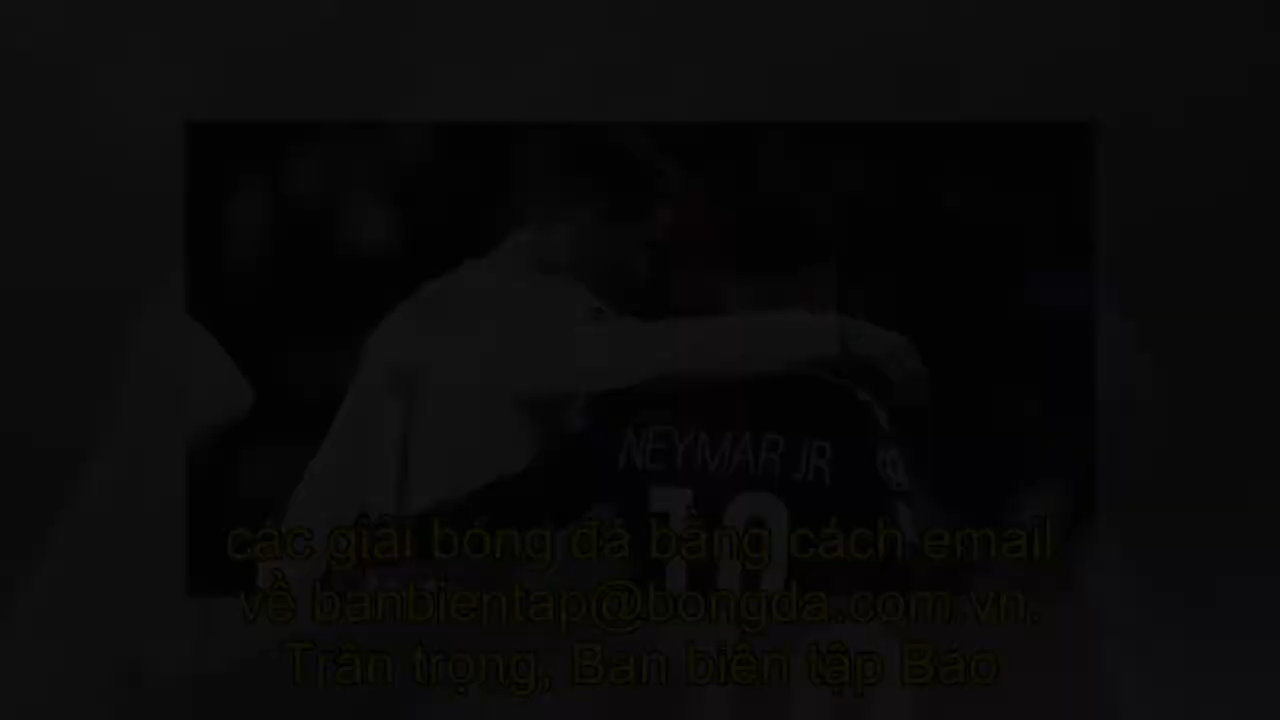 NEYMAR JR
10
các giải bóng đá bằng cách email
về banbientap@bongda.com.vn.
Trân trọng, Ban biên tập Báo